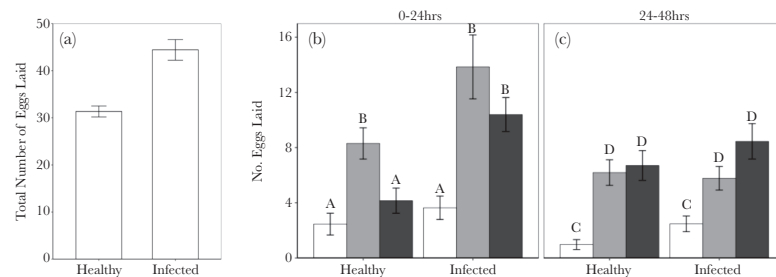 (a)
Total Number of Eggs Laid
50
40
30
20
10
0
Healthy Infected
0-24hrs
(b)
No. Eggs Laid
16
12
8
4
0
A B A A B B
Healthy Infected
24-48hrs
(c)
C D D C D D
Healthy Infected